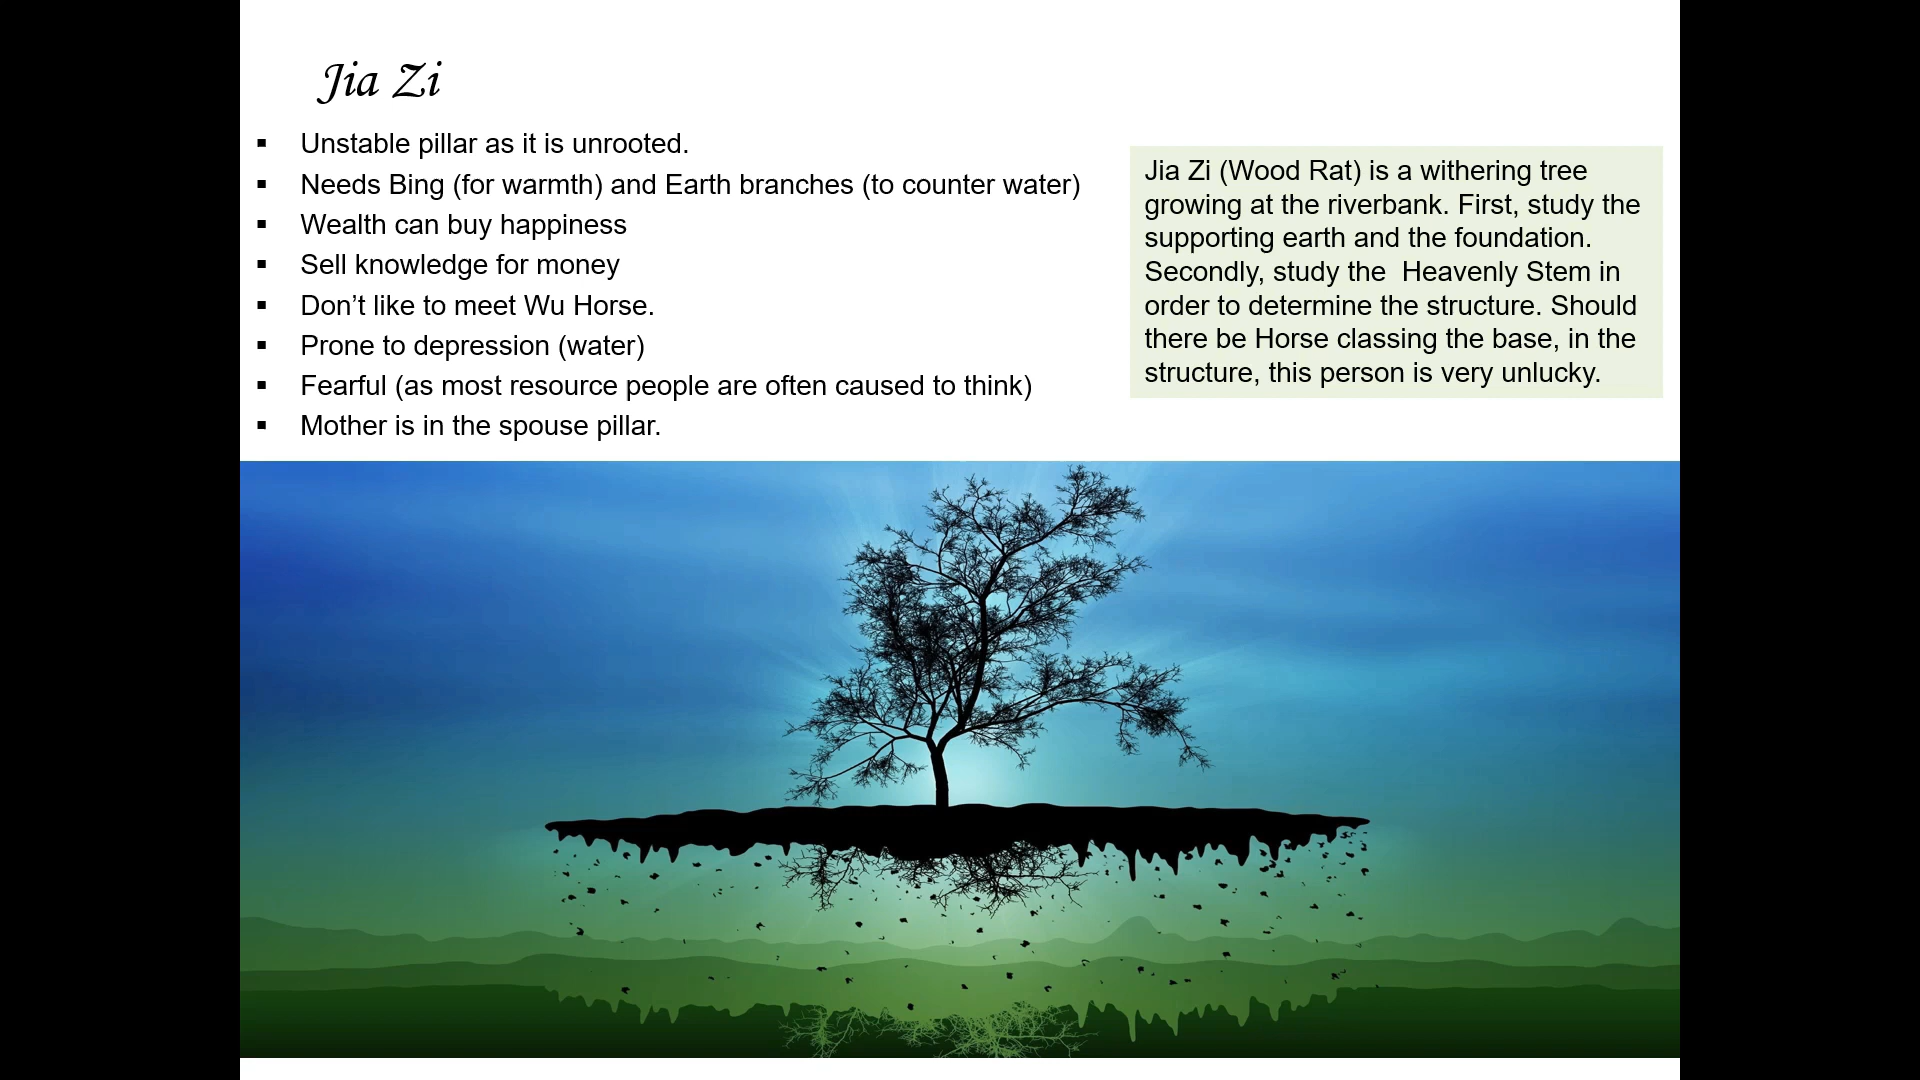 Jia Zi
▪ Unstable pillar as it is unrooted.
▪ Needs Bing (for warmth) and Earth branches (to counter water)
▪ Wealth can buy happiness
▪ Sell knowledge for money
▪ Don’t like to meet Wu Horse.
▪ Prone to depression (water)
▪ Fearful (as most resource people are often caused to think)
▪ Mother is in the spouse pillar.
Jia Zi (Wood Rat) is a withering tree
growing at the riverbank. First, study the
supporting earth and the foundation.
Secondly, study the  Heavenly Stem in
order to determine the structure. Should
there be Horse classing the base, in the
structure, this person is very unlucky.